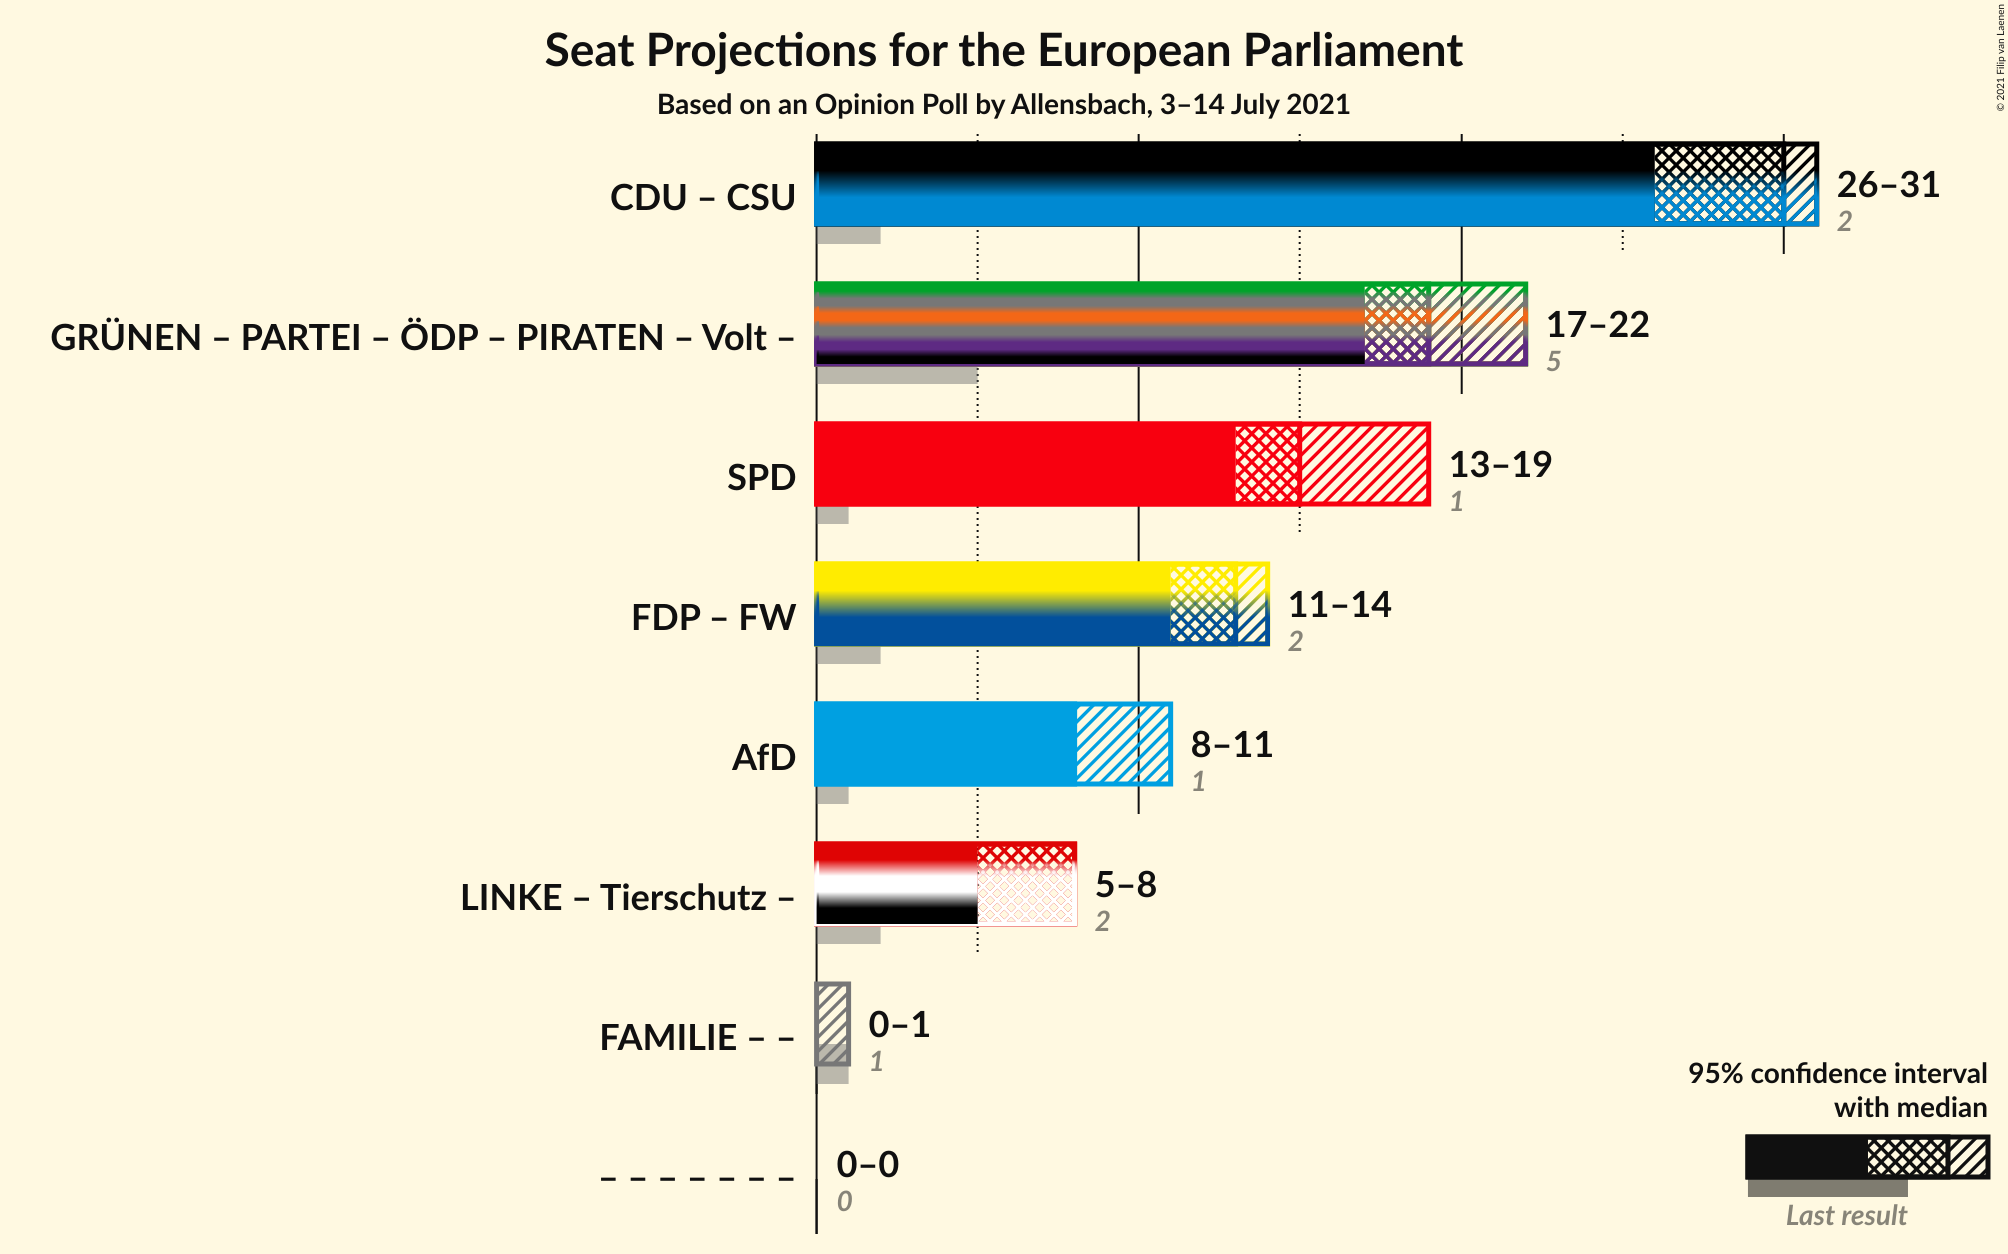 Seat Projections for the European Parliament
Based on an Opinion Poll by Allensbach, 3–14 July 2021
© 2021 Filip van Laenen
CDU – CSU
26–31
2
GRÜNEN – PARTEI – ÖDP – PIRATEN – Volt –
17–22
5
SPD
13–19
1
FDP – FW
11–14
2
AfD
8–11
1
LINKE – Tierschutz –
5–8
2
FAMILIE – –
0–1
1
– – – – – – –
0–0
0
95% confidence interval
with median
Last result